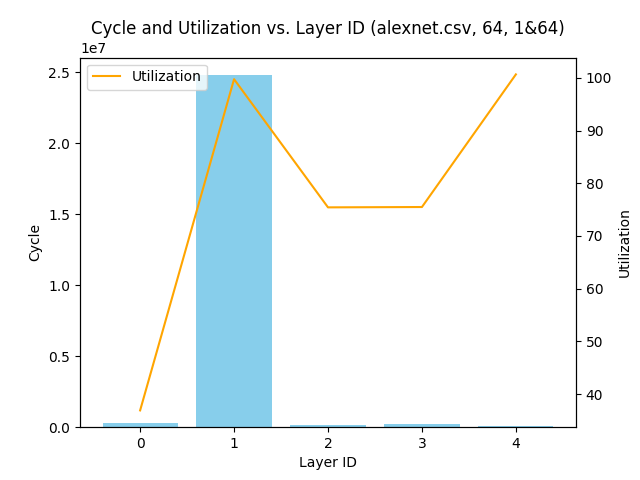 Cycle and Utilization vs. Layer ID (alexnet.csv, 64, 1&64)
1e7
Utilization
2.5
2.0
1.5
1.0
0.5
0.0
Cycle
100
90
80
70
60
50
40
Utilization
0 1 2 3 4
Layer ID